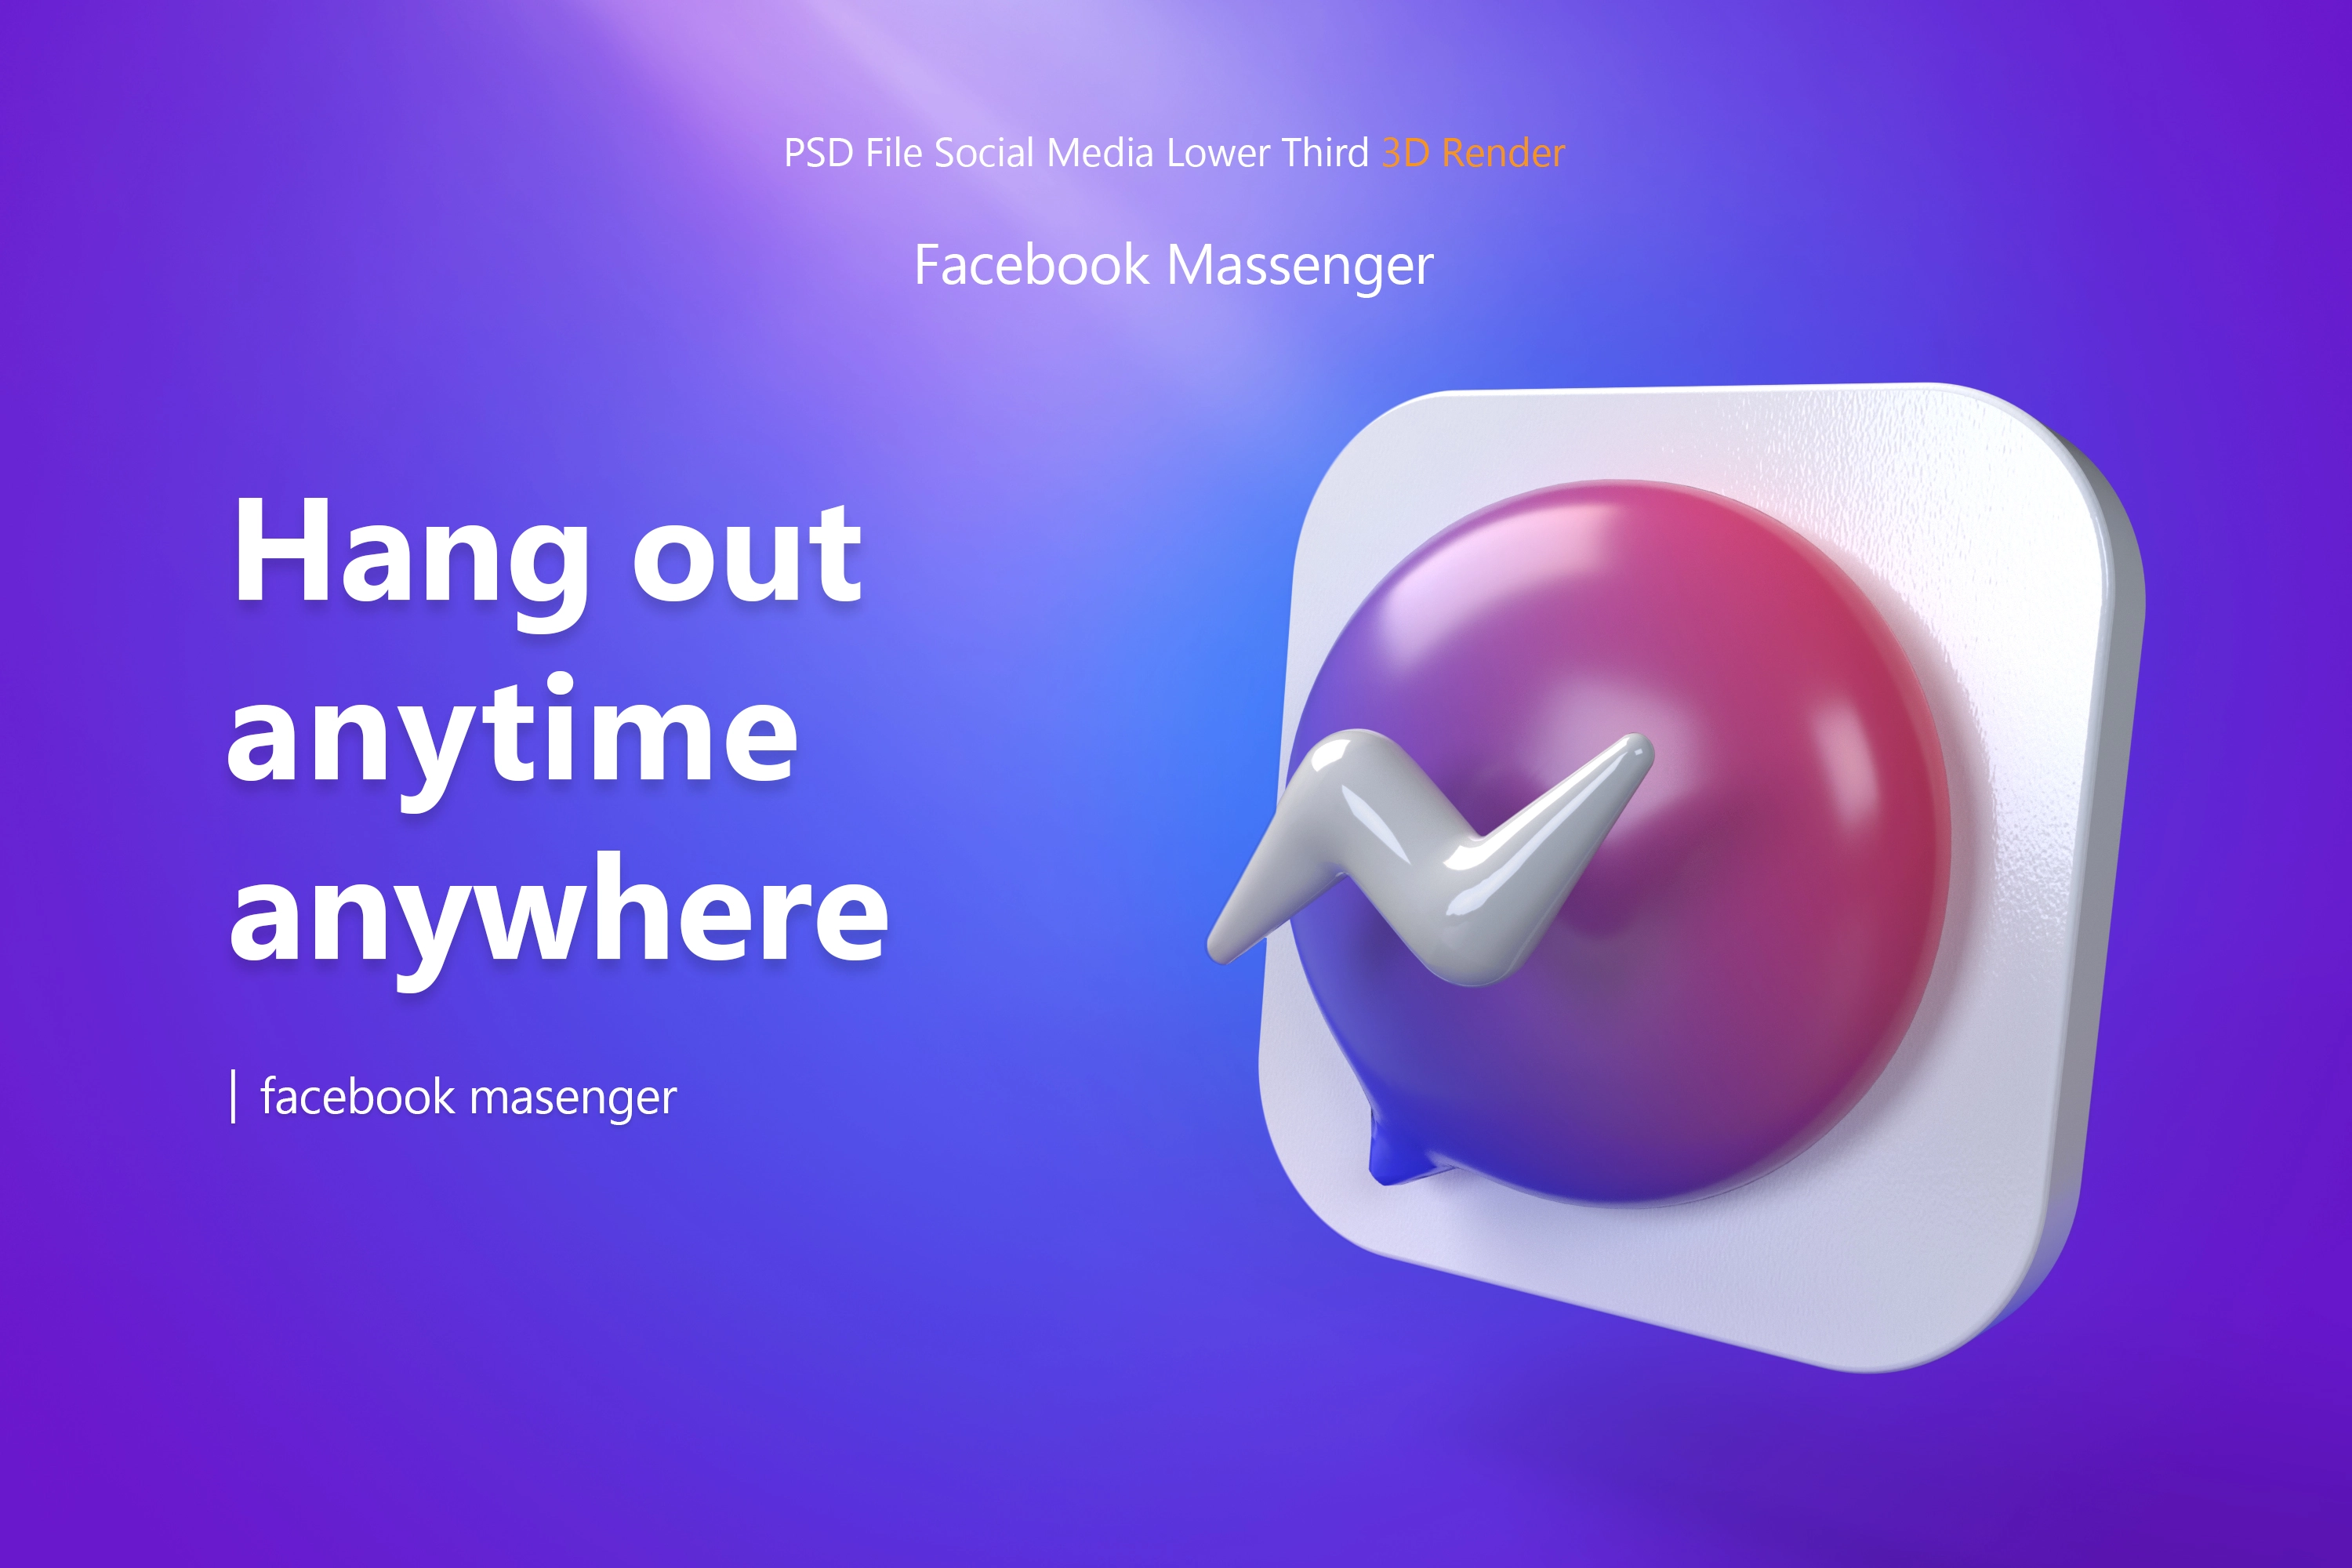 PSD File Social Media Lower Third 3D Render
Facebook Massenger
Hang out
anytime
anywhere
facebook masenger